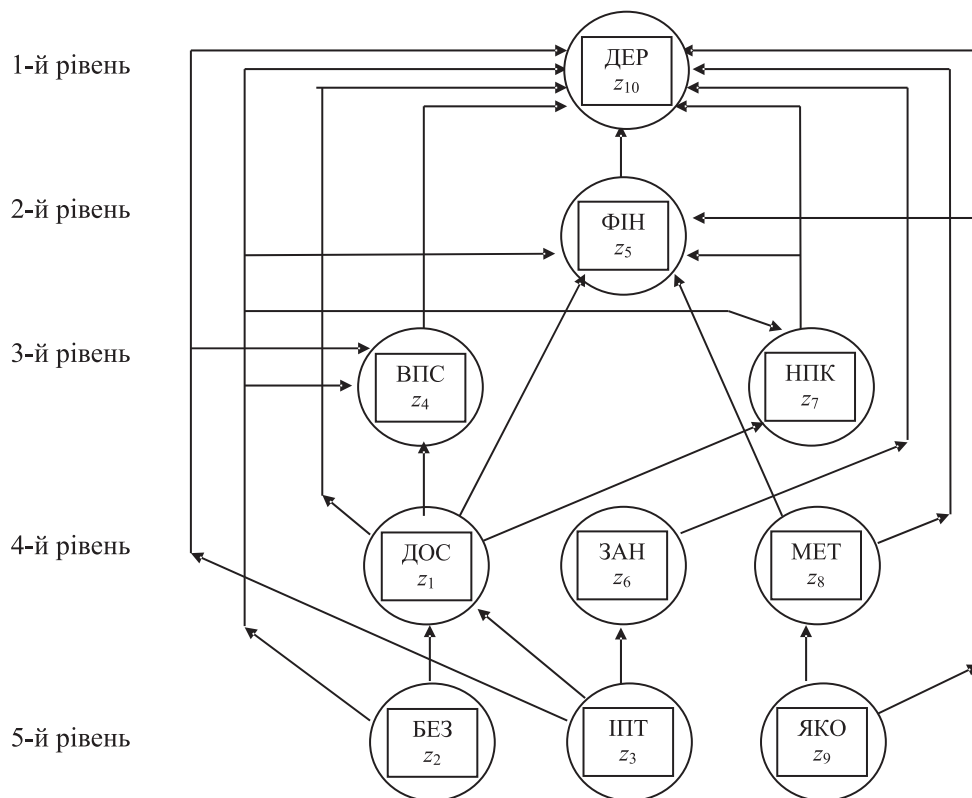 1-й рівень
ДЕР
z10
2-й рівень
ФІН
z5
3-й рівень
ВПС
z4
НПК
z7
4-й рівень
ДОС
z1
ЗАН
z6
МЕТ
z8
5-й рівень
БЕЗ
z2
ІПТ
z3
ЯКО
z9